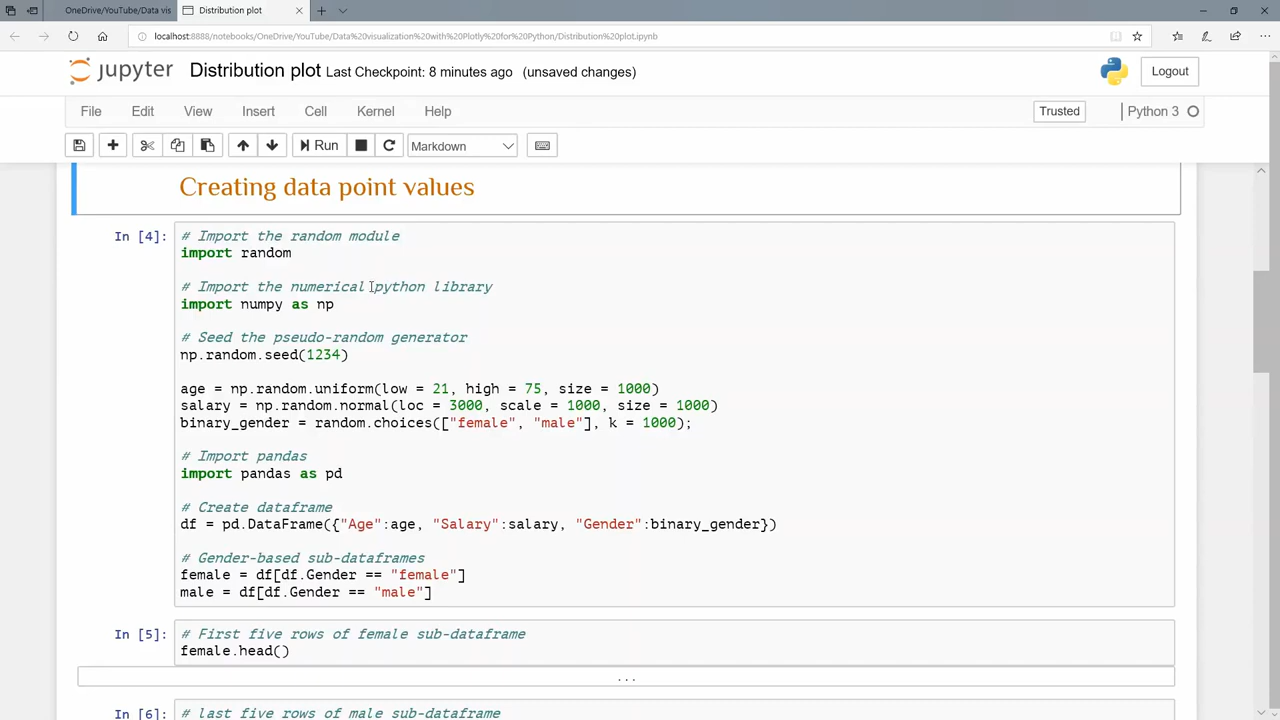 OneDrive/YouTube/Data vis
Distribution plot
localhost:8888/notebooks/OneDrive/YouTube/Data%20visualization%20with%20Plotly%20for%20Python/Distribution%20plot.ipynb
jupyter Distribution plot Last Checkpoint: 8 minutes ago (unsaved changes)
Logout
File Edit View Insert Cell Kernel Help
Trusted
Python 3
Run
Markdown
Creating data point values
In [4]:
# Import the random module
import random
# Import the numerical python library
import numpy as np
# Seed the pseudo-random generator
np.random.seed(1234)
age = np.random.uniform(low = 21, high = 75, size = 1000)
salary = np.random.normal(loc = 3000, scale = 1000, size = 1000)
binary_gender = random.choices(["female", "male"], k = 1000);
# Import pandas
import pandas as pd
# Create dataframe
df = pd.DataFrame({"Age":age, "Salary":salary, "Gender":binary_gender})
# Gender-based sub-dataframes
female = df[df.Gender == "female"]
male = df[df.Gender == "male"]
In [5]:
# First five rows of female sub-dataframe
female.head()
...
In [6]:
# last five rows of male sub-dataframe